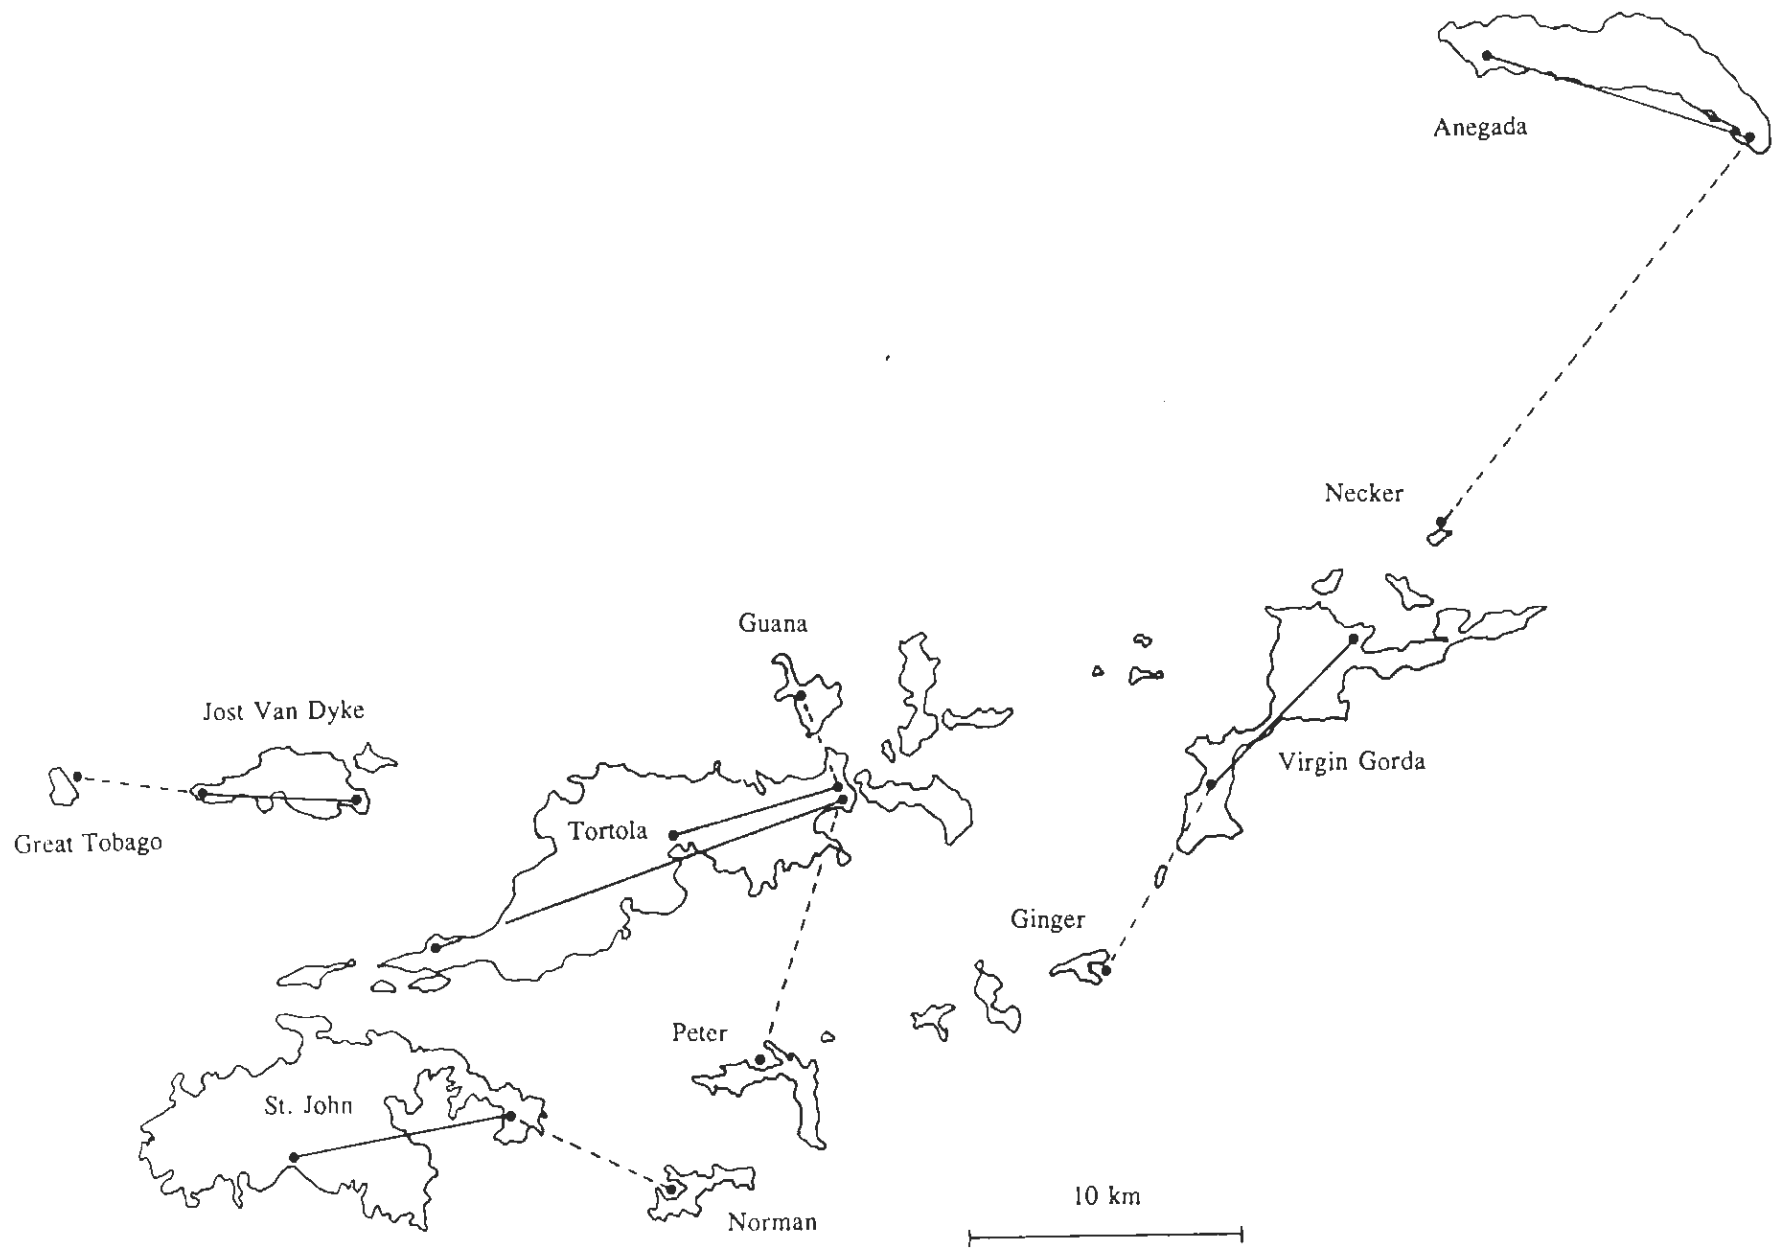 Anegada
Necker
Guana
Jost Van Dyke
Virgin Gorda
Tortola
Great Tobago
Ginger
Peter
St. John
10 km
Norman